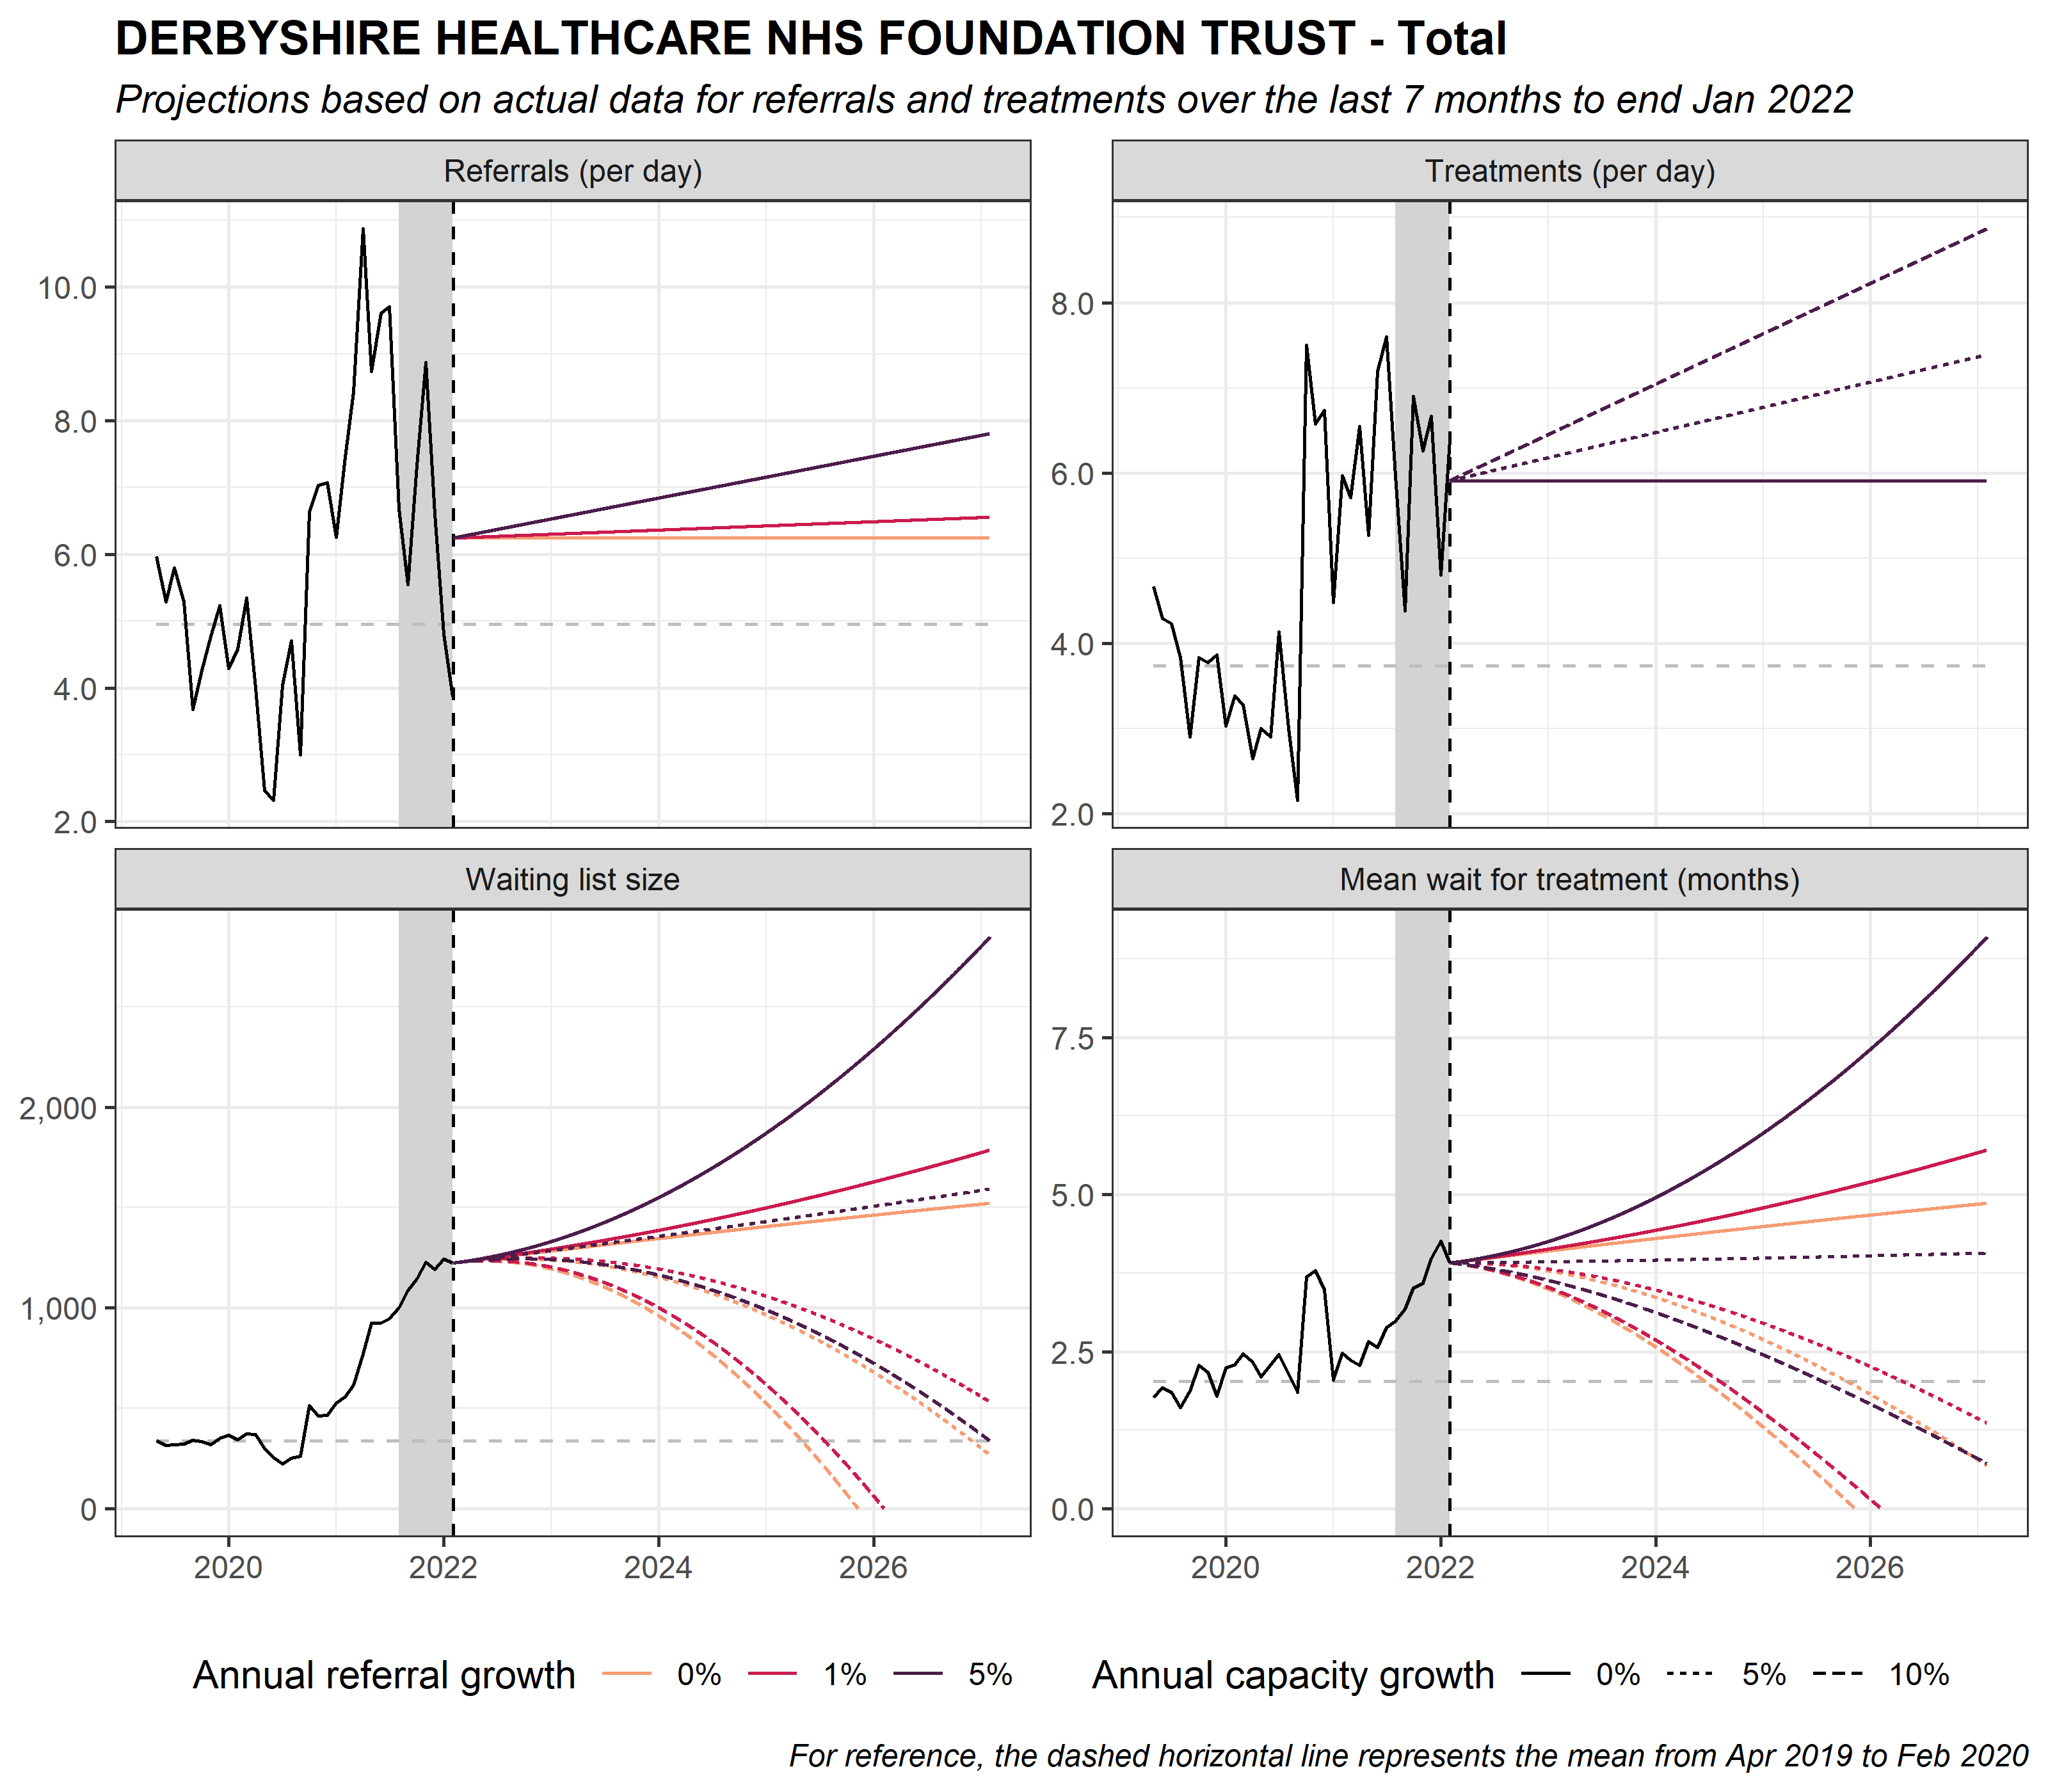 DERBYSHIRE HEALTHCARE NHS FOUNDATION TRUST - Total
Projections based on actual data for referrals and treatments over the last 7 months to end Jan 2022
Referrals (per day)
10.0
8.0
6.0
4.0
2.0
Treatments (per day)
8.0
6.0
4.0
2.0
Waiting list size
2,000
1,000
0
2020 2022 2024 2026
Mean wait for treatment (months)
7.5
5.0
2.5
0.0
2020 2022 2024 2026
Annual referral growth 0% 1% 5%
Annual capacity growth 0% 5% 10%
For reference, the dashed horizontal line represents the mean from Apr 2019 to Feb 2020